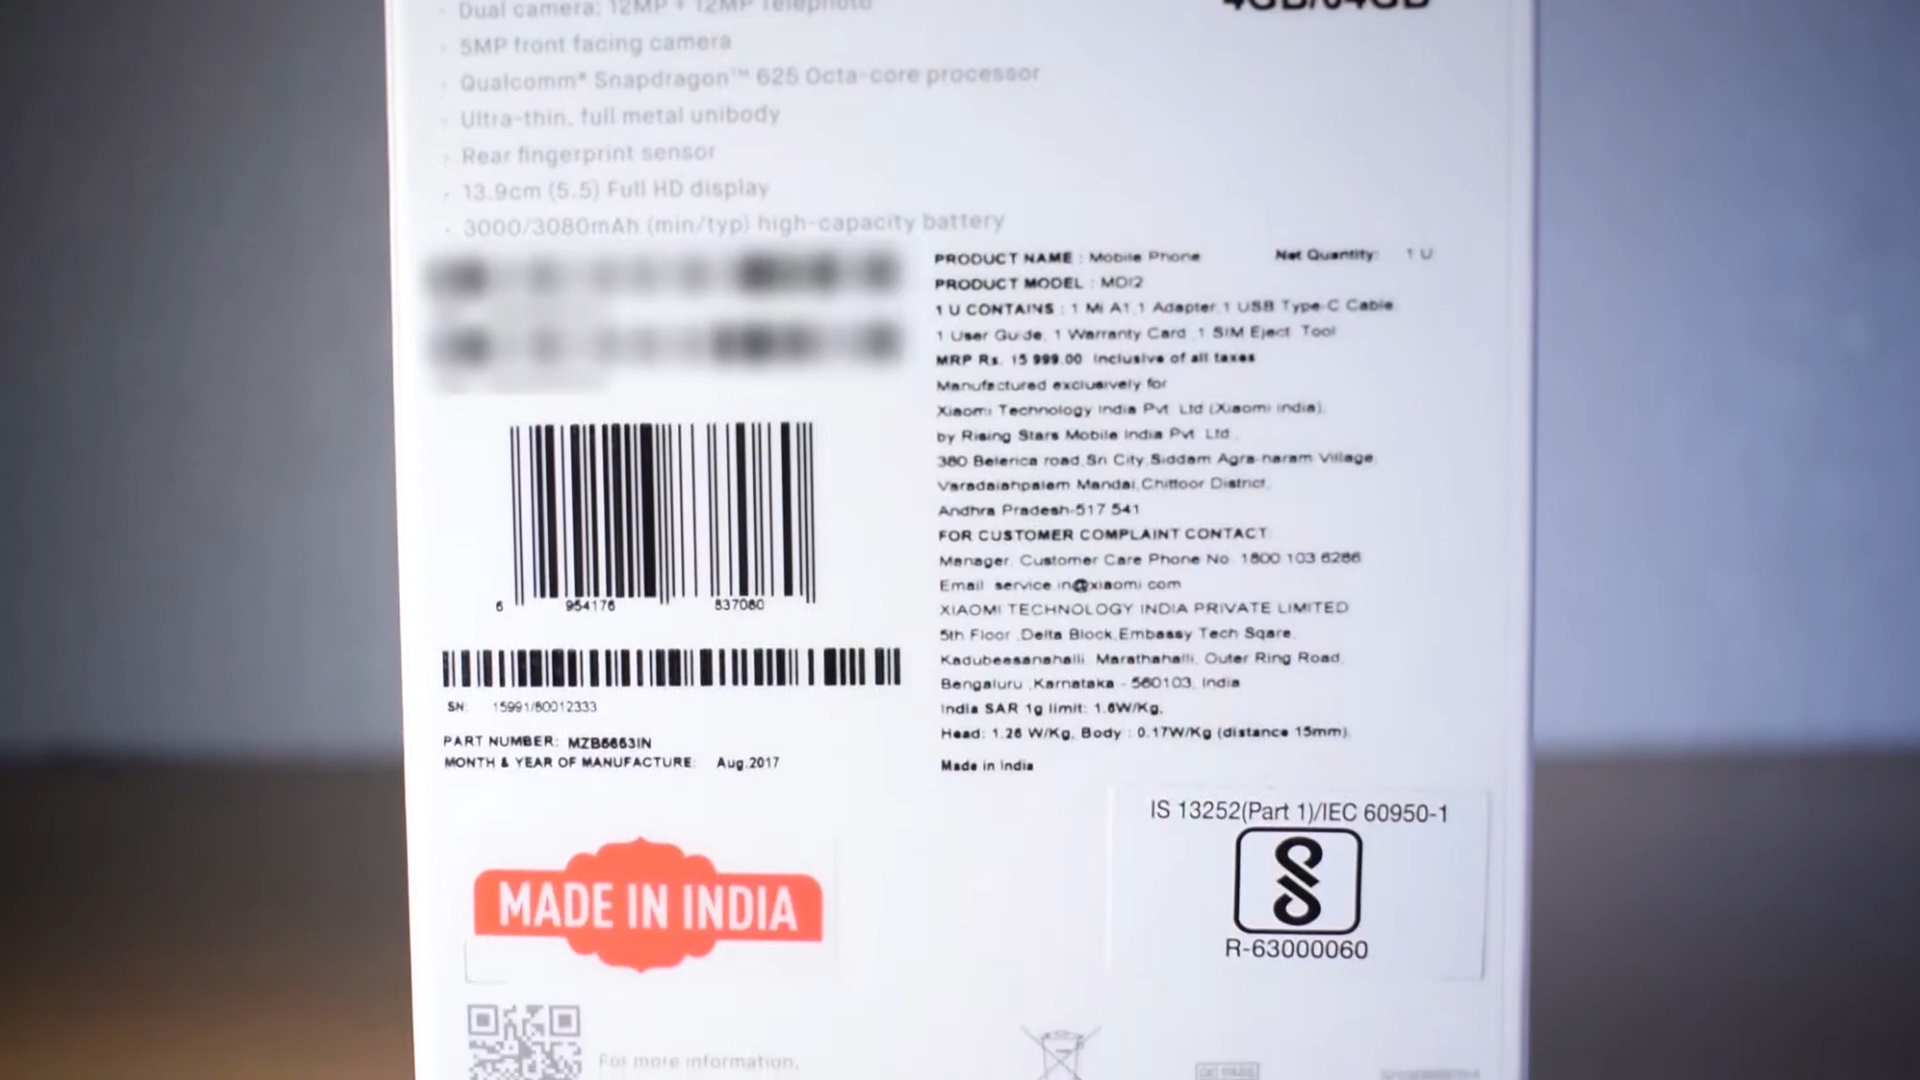 · Dual camera: 12MP + 12MP Telephoto
4GB/64GB
· 5MP front facing camera
· Qualcomm® Snapdragon™ 625 Octa-core processor
· Ultra-thin, full metal unibody
· Rear fingerprint sensor
· 13.9cm (5.5) Full HD display
· 3000/3080mAh (min/typ) high-capacity battery
PRODUCT NAME : Mobile Phone Net Quantity: 1 U
PRODUCT MODEL : MDI2
1 U CONTAINS : 1 Mi A1,1 Adapter,1 USB Type-C Cable
1 User Guide, 1 Warranty Card ,1 SIM Eject Tool
MRP Rs. 15 999.00 Inclusive of all taxes
Manufactured exclusively for
Xiaomi Technology India Pvt. Ltd (Xiaomi India),
by Rising Stars Mobile India Pvt. Ltd.,
380 Belerica road,Sri City,Siddam Agra-haram Village,
Varadaiahpalem Mandal,Chittoor District,
Andhra Pradesh-517 541
FOR CUSTOMER COMPLAINT CONTACT:
Manager, Customer Care Phone No. 1800 103 6286
Email service.in@xiaomi.com
XIAOMI TECHNOLOGY INDIA PRIVATE LIMITED
5th Floor ,Delta Block,Embassy Tech Sqare,
Kadubeesanahalli, Marathahalli, Outer Ring Road,
Bengaluru ,Karnataka - 560103, India
India SAR 1g limit: 1.6W/Kg,
Head: 1.26 W/Kg, Body : 0.17W/Kg (distance 15mm)
Made in India
6 954176 837080
SN: 15991/80012333
PART NUMBER: MZB5653IN
MONTH & YEAR OF MANUFACTURE: Aug.2017
MADE IN INDIA
IS 13252(Part 1)/IEC 60950-1
R-63000060
For more information,